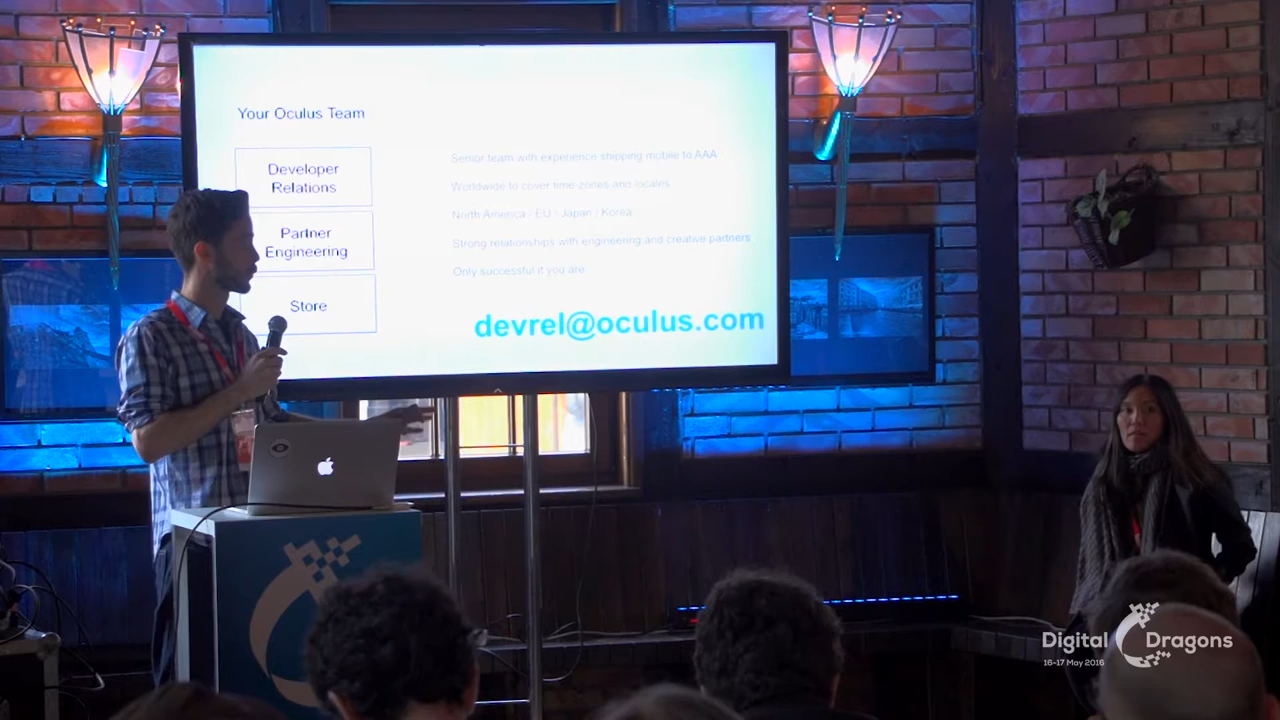 Your Oculus Team
Developer
Relations
Partner
Engineering
Store
Senior team with experience shipping mobile to AAA
Worldwide to cover time-zones and locales
North America / EU / Japan / Korea
Strong relationships with engineering and creative partners
Only successful if you are
devrel@oculus.com
Digital Dragons
16-17 May 2016